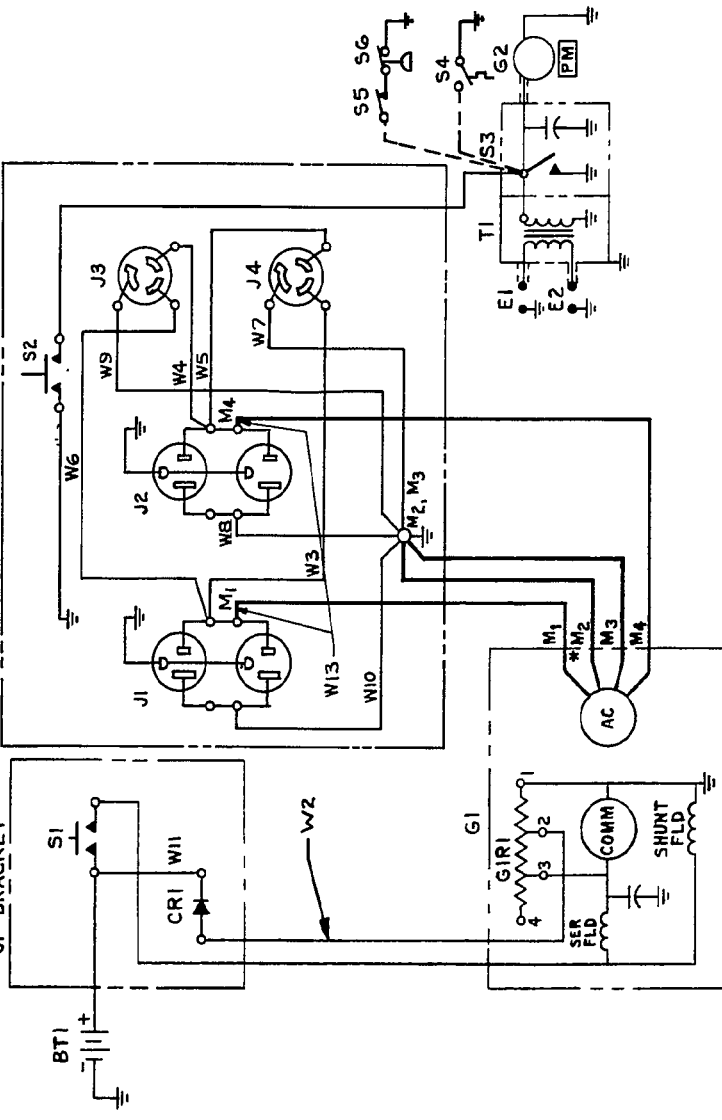 BT1
+
-
S1
W11
CR1
W2
G1
G1R1
1
2
3
4
COMM
SER
FLD
SHUNT
FLD
AC
M1
*M2
M3
M4
J1
J2
J3
J4
S2
W6
W9
W4
W5
W7
W8
W3
W10
W13
M1
M4
M2, M3
S5
S6
S4
S3
G2
PM
T1
E1
E2